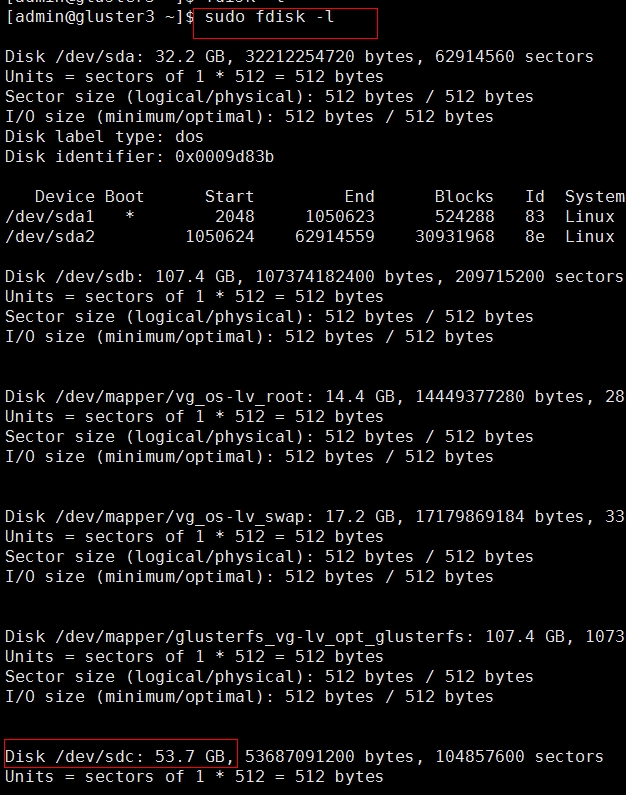 [admin@gluster3 ~]$ fdisk -l
[admin@gluster3 ~]$ sudo fdisk -l
Disk /dev/sda: 32.2 GB, 32212254720 bytes, 62914560 sectors
Units = sectors of 1 * 512 = 512 bytes
Sector size (logical/physical): 512 bytes / 512 bytes
I/O size (minimum/optimal): 512 bytes / 512 bytes
Disk label type: dos
Disk identifier: 0x0009d83b
Device Boot Start End Blocks Id System
/dev/sda1 * 2048 1050623 524288 83 Linux
/dev/sda2 1050624 62914559 30931968 8e Linux
Disk /dev/sdb: 107.4 GB, 107374182400 bytes, 209715200 sectors
Units = sectors of 1 * 512 = 512 bytes
Sector size (logical/physical): 512 bytes / 512 bytes
I/O size (minimum/optimal): 512 bytes / 512 bytes
Disk /dev/mapper/vg_os-lv_root: 14.4 GB, 14449377280 bytes, 28
Units = sectors of 1 * 512 = 512 bytes
Sector size (logical/physical): 512 bytes / 512 bytes
I/O size (minimum/optimal): 512 bytes / 512 bytes
Disk /dev/mapper/vg_os-lv_swap: 17.2 GB, 17179869184 bytes, 33
Units = sectors of 1 * 512 = 512 bytes
Sector size (logical/physical): 512 bytes / 512 bytes
I/O size (minimum/optimal): 512 bytes / 512 bytes
Disk /dev/mapper/glusterfs_vg-lv_opt_glusterfs: 107.4 GB, 1073
Units = sectors of 1 * 512 = 512 bytes
Sector size (logical/physical): 512 bytes / 512 bytes
I/O size (minimum/optimal): 512 bytes / 512 bytes
Disk /dev/sdc: 53.7 GB, 53687091200 bytes, 104857600 sectors
Units = sectors of 1 * 512 = 512 bytes